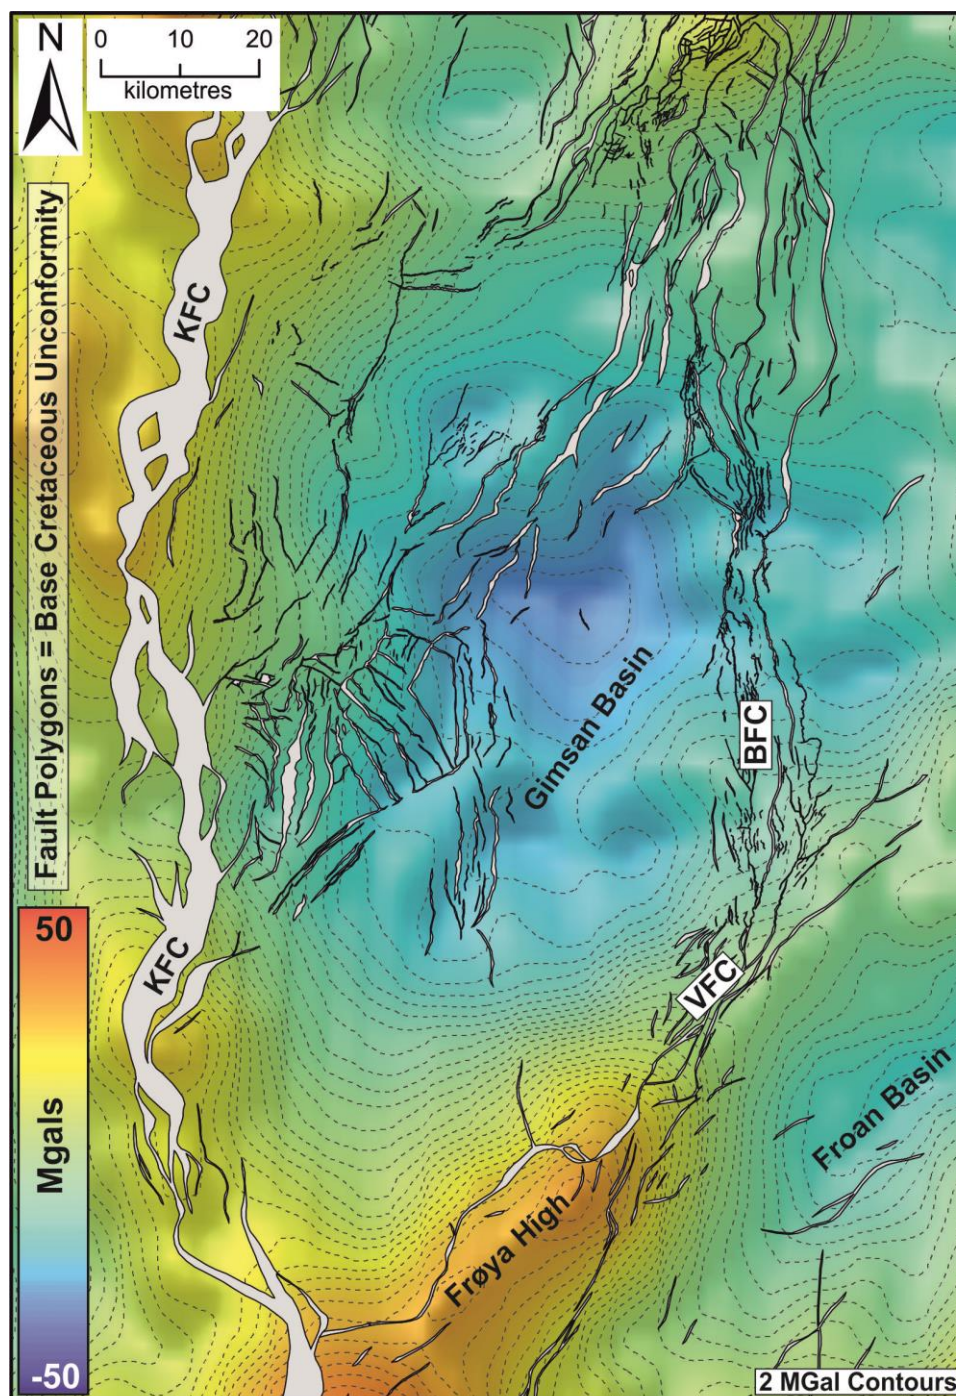 N
0 10 20
kilometres
Fault Polygons = Base Cretaceous Unconformity
KFC
Gimsan Basin
BFC
KFC
VFC
Froan Basin
Frøya High
50
Mgals
-50
2 MGal Contours